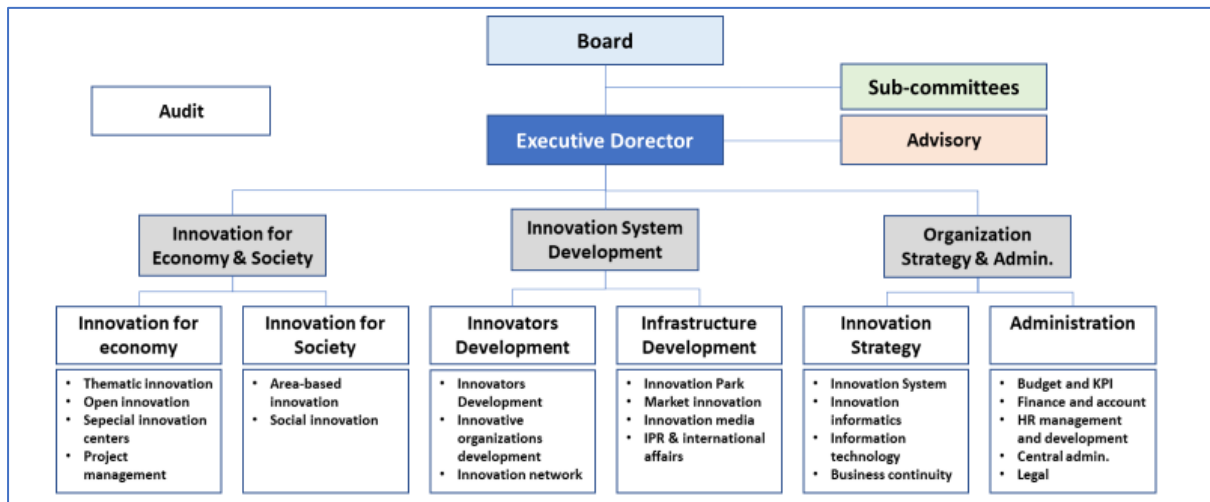 Board
Sub-committees
Audit
Executive Dorector
Advisory
Innovation for
Economy & Society
Innovation System
Development
Organization
Strategy & Admin.
Innovation for
economy
• Thematic innovation
• Open innovation
• Sepecial innovation
centers
• Project
management
Innovation for
Society
• Area-based
innovation
• Social innovation
Innovators
Development
• Innovators
Development
• Innovative
organizations
development
• Innovation network
Infrastructure
Development
• Innovation Park
• Market innovation
• Innovation media
• IPR & international
affairs
Innovation
Strategy
• Innovation System
• Innovation
informatics
• Information
technology
• Business continuity
Administration
• Budget and KPI
• Finance and account
• HR management
and development
• Central admin.
• Legal